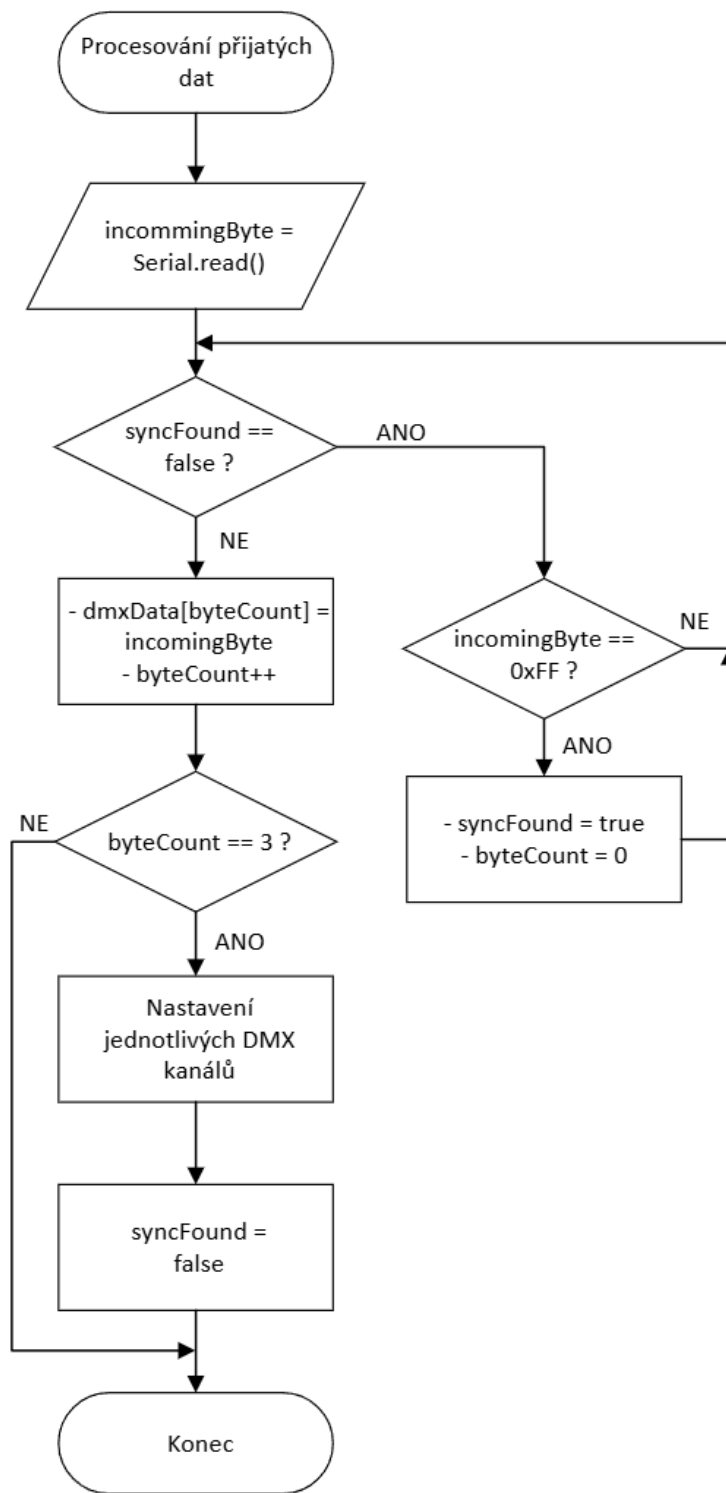 Procesování přijatých
dat
incommingByte =
Serial.read()
syncFound ==
false ?
ANO
NE
- dmxData[byteCount] =
incomingByte
- byteCount++
incomingByte ==
0xFF ?
NE
ANO
- syncFound = true
- byteCount = 0
NE
byteCount == 3 ?
ANO
Nastavení
jednotlivých DMX
kanálů
syncFound =
false
Konec